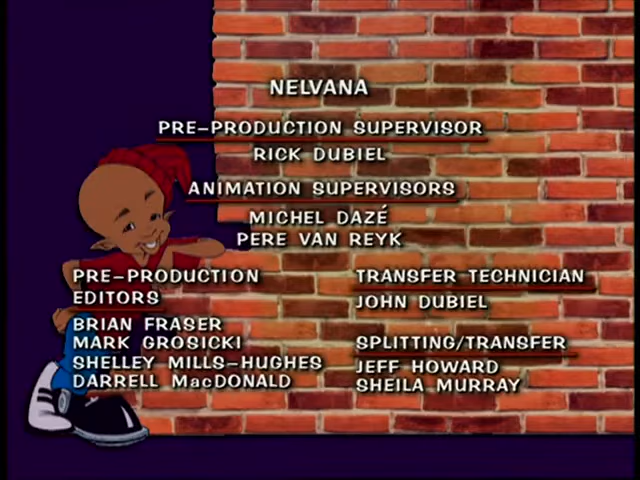 NELVANA
PRE-PRODUCTION SUPERVISOR
RICK DUBIEL
ANIMATION SUPERVISORS
MICHEL DAZÉ
PERE VAN REYK
PRE-PRODUCTION
EDITORS
BRIAN FRASER
MARK GROSICKI
SHELLEY MILLS-HUGHES
DARRELL MacDONALD
TRANSFER TECHNICIAN
JOHN DUBIEL
SPLITTING/TRANSFER
JEFF HOWARD
SHEILA MURRAY